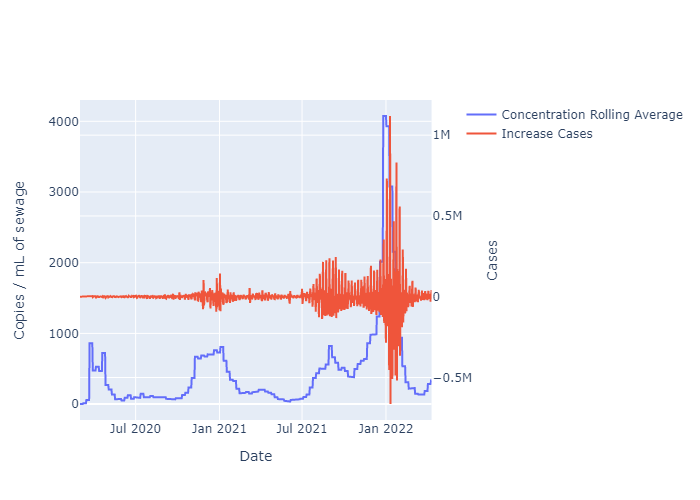 Concentration Rolling Average
Increase Cases
4000
3000
2000
1000
0
Copies / mL of sewage
1M
0.5M
0
−0.5M
Cases
Jul 2020
Jan 2021
Jul 2021
Jan 2022
Date